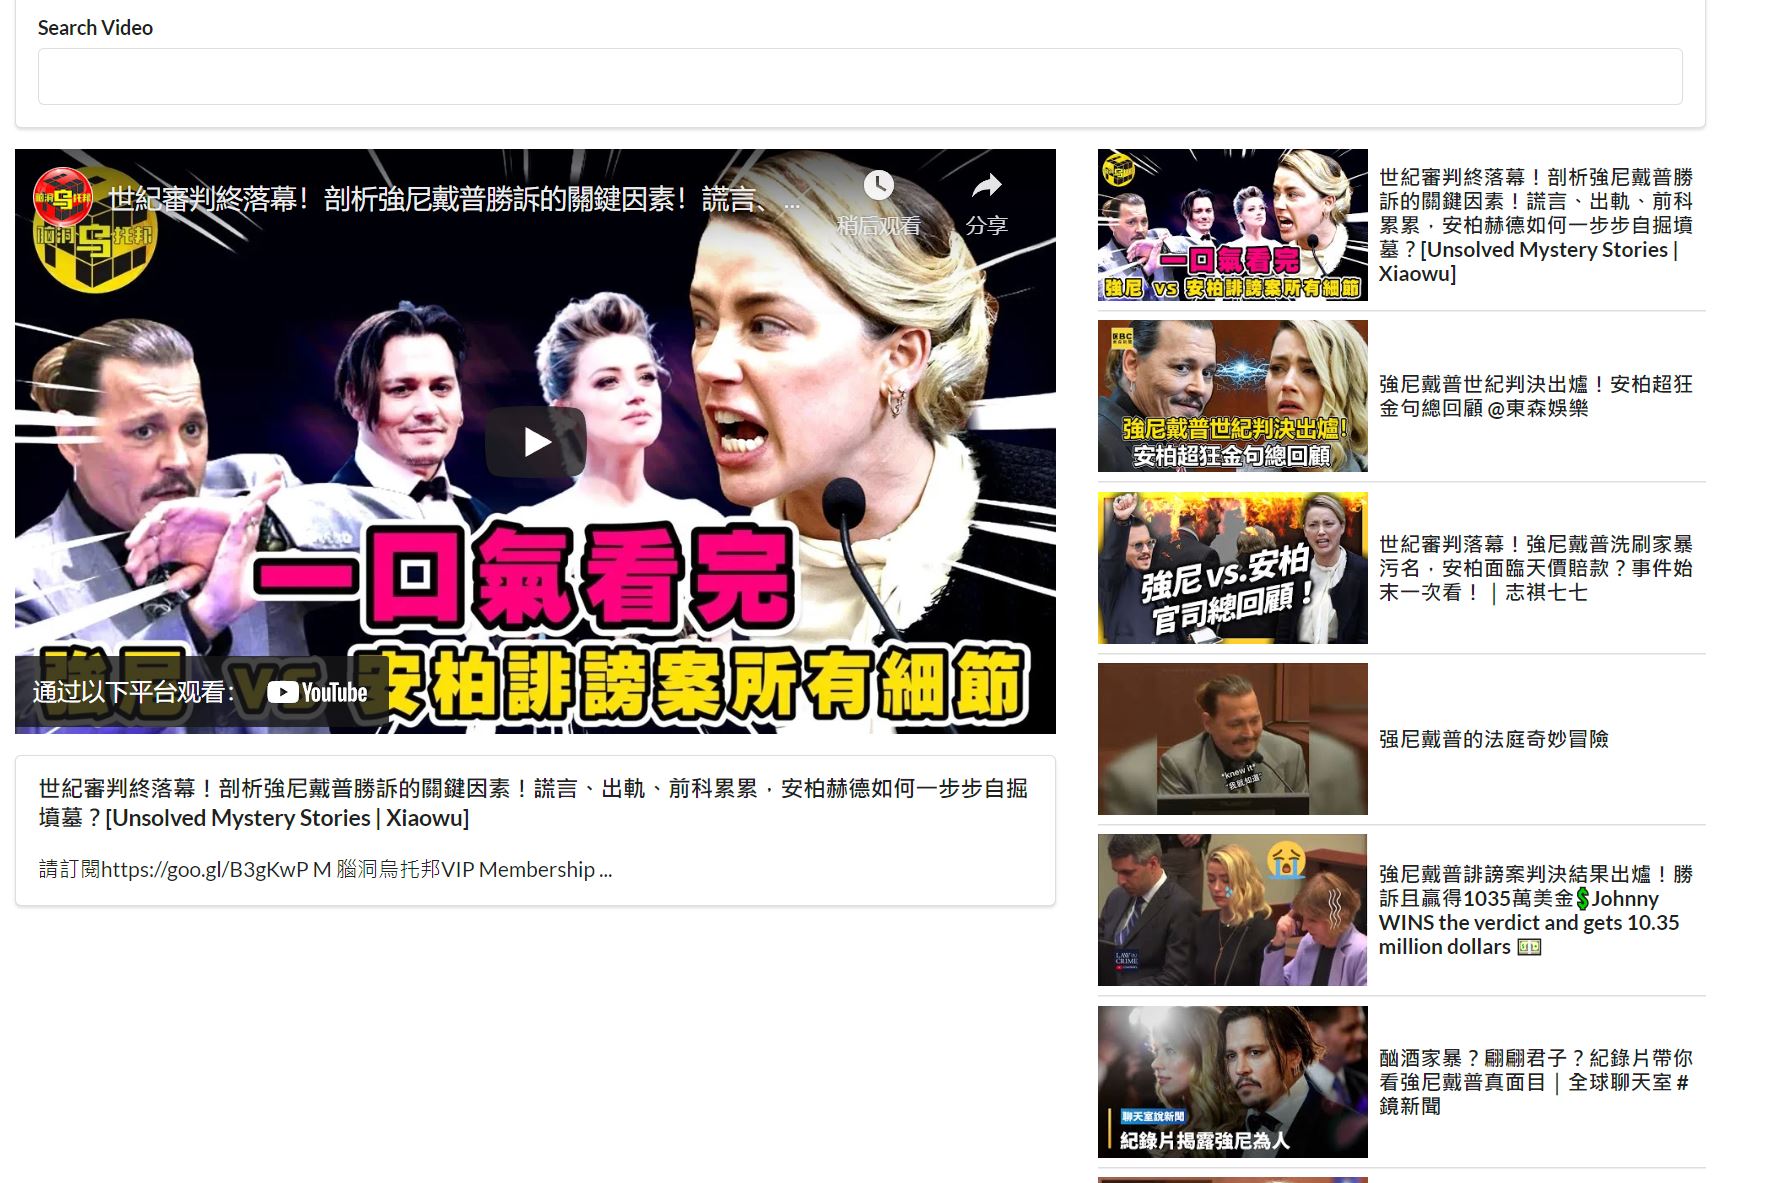 Search Video
腦洞乌托邦
世紀審判終落幕！剖析強尼戴普勝訴的關鍵因素！謊言、 ...
稍后观看
分享
脑洞乌托邦
一口氣看完
強尼 vs 安柏誹謗案所有細節
通过以下平台观看：
YouTube
世紀審判終落幕！剖析強尼戴普勝訴的關鍵因素！謊言、出軌、前科累累，安柏赫德如何一步步自掘
墳墓？[Unsolved Mystery Stories | Xiaowu]
請訂閱https://goo.gl/B3gKwP M 腦洞烏托邦VIP Membership ...
一口氣看完
強尼 vs 安柏誹謗案所有細節
世紀審判終落幕！剖析強尼戴普勝
訴的關鍵因素！謊言、出軌、前科
累累，安柏赫德如何一步步自掘墳
墓？[Unsolved Mystery Stories |
Xiaowu]
EBC
強尼戴普世紀判決出爐!
安柏超狂金句總回顧
強尼戴普世紀判決出爐！安柏超狂
金句總回顧 @東森娛樂
強尼 vs.安柏
官司總回顧！
世紀審判落幕！強尼戴普洗刷家暴
污名，安柏面臨天價賠款？事件始
末一次看！｜志祺七七
*knew it*
*我就知道*
强尼戴普的法庭奇妙冒險
LAW&CRIME
強尼戴普誹謗案判決結果出爐！勝
訴且贏得1035萬美金💲Johnny
WINS the verdict and gets 10.35
million dollars 💵
聊天室說新聞
紀錄片揭露強尼為人
酗酒家暴？翩翩君子？紀錄片帶你
看強尼戴普真面目｜全球聊天室 #
鏡新聞